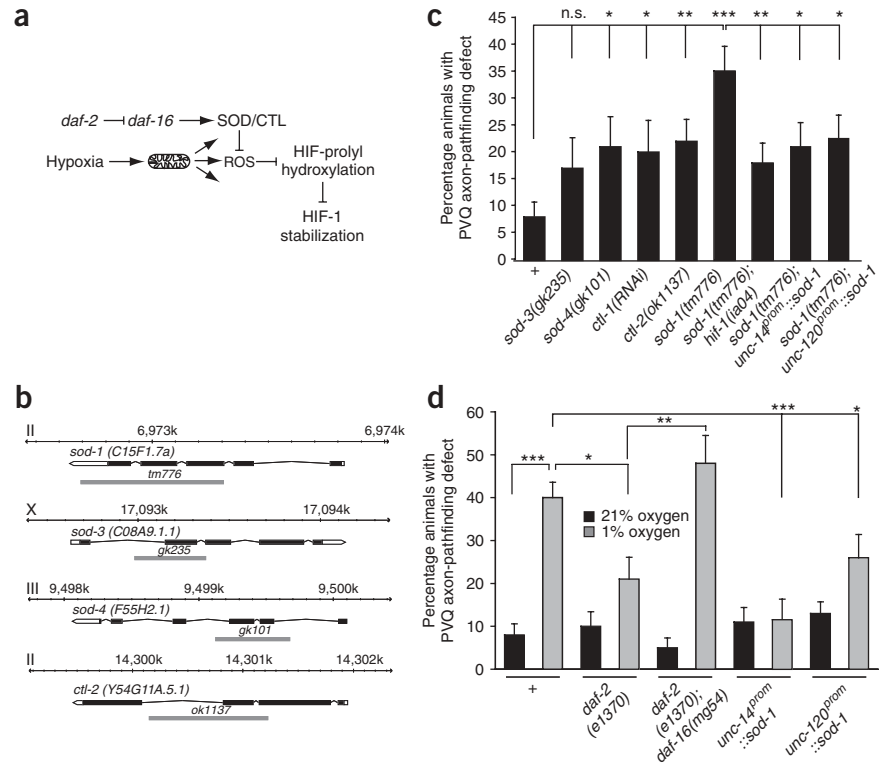 a
daf-2
daf-16
SOD/CTL
Hypoxia
ROS
HIF-prolyl
hydroxylation
HIF-1
stabilization
b
II
6,973k
6,974k
sod-1 (C15F1.7a)
tm776
X
17,093k
17,094k
sod-3 (C08A9.1.1)
gk235
III
9,498k
9,499k
9,500k
sod-4 (F55H2.1)
gk101
II
14,300k
14,301k
14,302k
ctl-2 (Y54G11A.5.1)
ok1137
c
Percentage animals with
PVQ axon-pathfinding defect
45
40
35
30
25
20
15
10
5
0
n.s.
*
*
**
***
**
*
*
+
sod-3(gk235)
sod-4(gk101)
ctl-1(RNAi)
ctl-2(ok1137)
sod-1(tm776)
sod-1(tm776);
hif-1(ia04)
sod-1(tm776);
unc-14prom::sod-1
sod-1(tm776);
unc-120prom::sod-1
d
Percentage animals with
PVQ axon-pathfinding defect
60
50
40
30
20
10
0
***
*
**
***
*
21% oxygen
1% oxygen
+
daf-2
(e1370)
daf-2
(e1370);
daf-16(mg54)
unc-14prom
::sod-1
unc-120prom
::sod-1